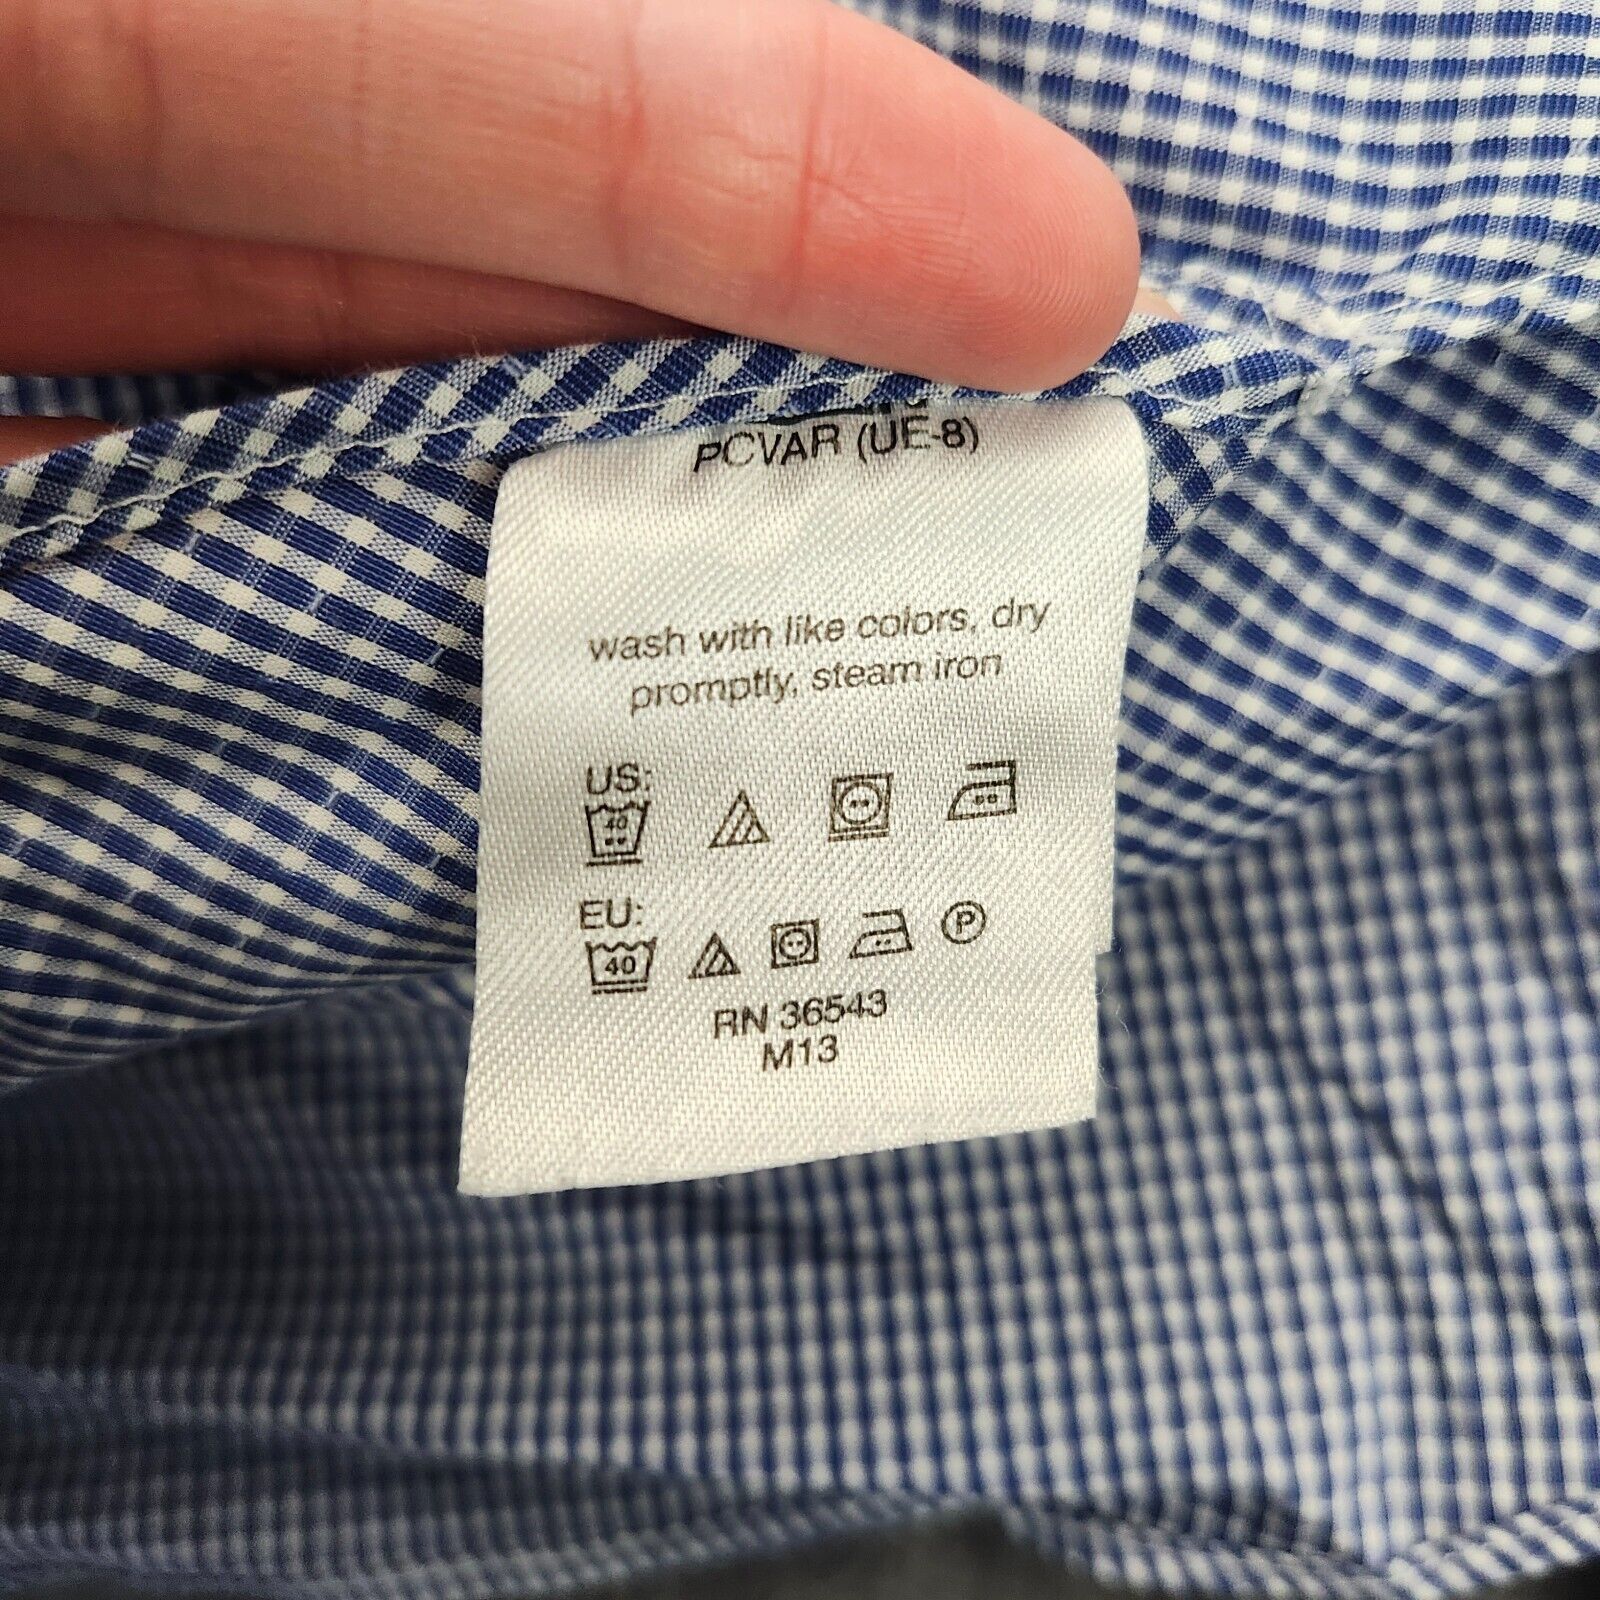 PCVAR (UE-8)
wash with like colors, dry
promptly, steam iron
US:
40
EU:
40
P
RN 36543
M13